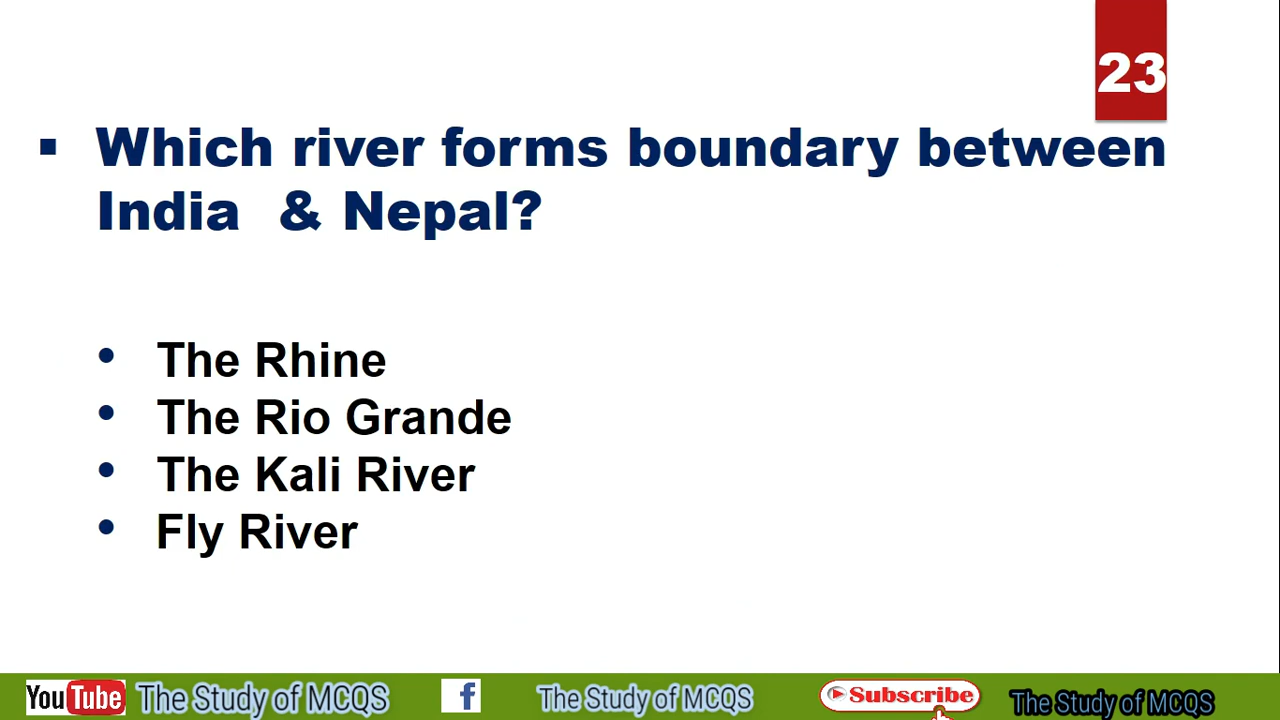 23
▪ Which river forms boundary between
India & Nepal?
• The Rhine
• The Rio Grande
• The Kali River
• Fly River
YouTube The Study of MCQS f The Study of MCQS Subscribe The Study of MCQS